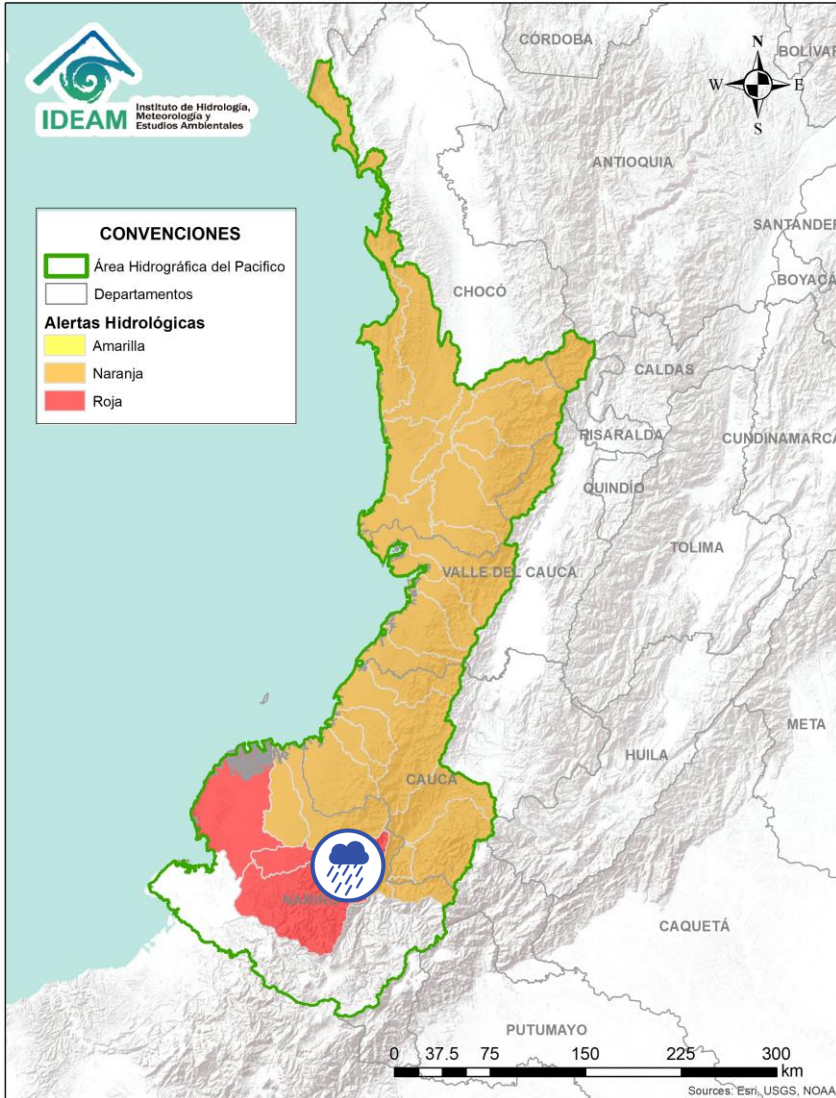 IDEAM
Instituto de Hidrología,
Meteorología y
Estudios Ambientales
CÓRDOBA
BOLÍVAR
N
W
E
S
ANTIOQUIA
SANTANDER
BOYACÁ
CONVENCIONES
Área Hidrográfica del Pacifico
Departamentos
Alertas Hidrológicas
Amarilla
Naranja
Roja
CHOCÓ
CALDAS
RISARALDA
CUNDINAMARCA
QUINDÍO
TOLIMA
VALLE DEL CAUCA
META
HUILA
CAUCA
NARIÑO
CAQUETÁ
PUTUMAYO
0 37.5 75 150 225 300
km
Sources: Esri, USGS, NOAA